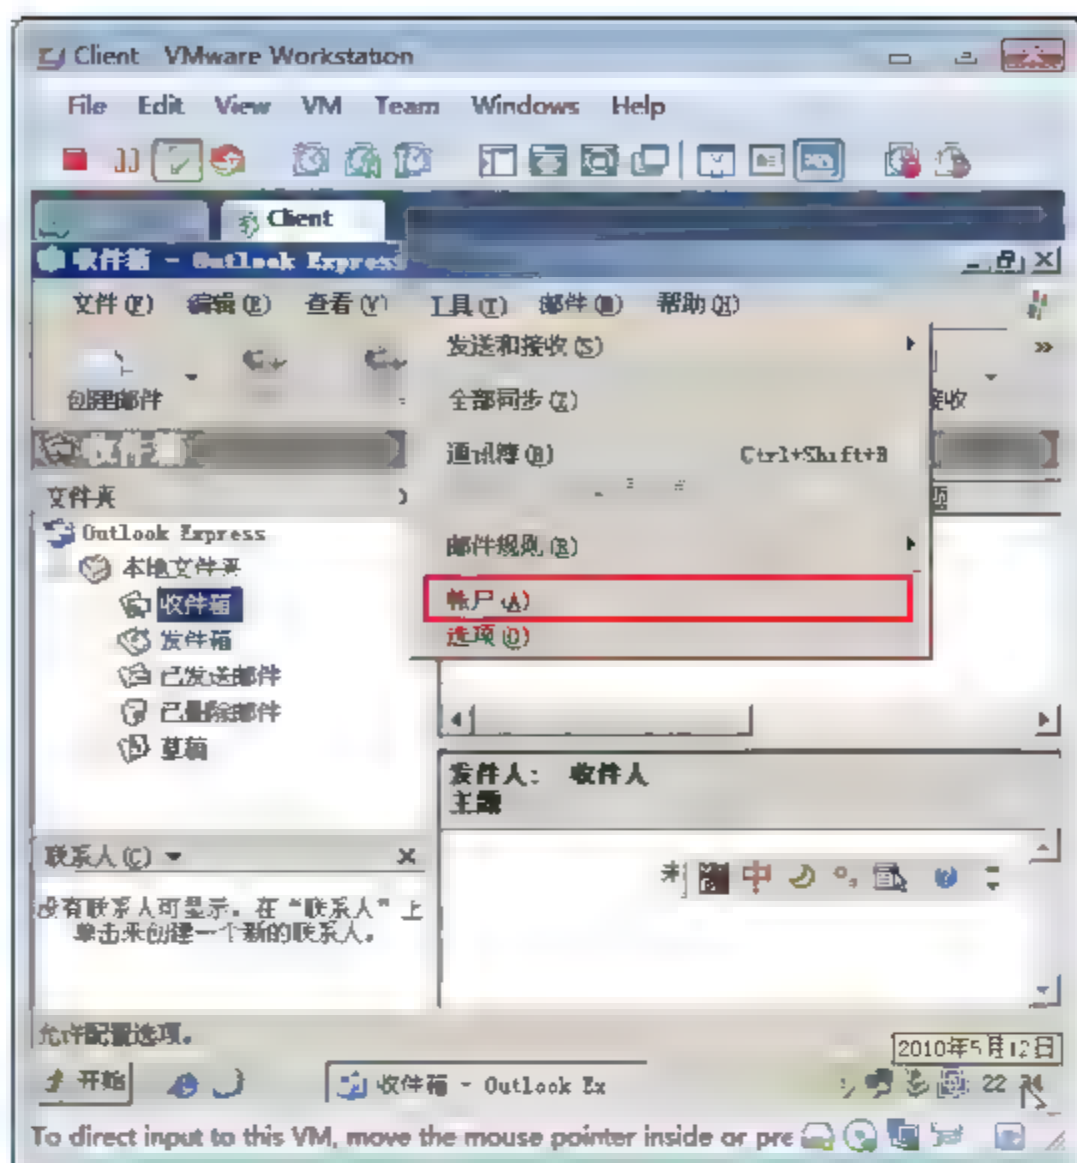 Client VMware Workstation
File Edit View VM Team Windows Help
Client
收件箱 - Outlook Express
文件(F) 编辑(E) 查看(V) 工具(T) 邮件(M) 帮助(H)
发送和接收(S)
创建邮件
全部同步(Z)
接收
收件箱
通讯簿(B) Ctrl+Shift+B
文件夹
Outlook Express
邮件规则(R)
本地文件夹
收件箱
帐户(A)
发件箱
选项(O)
已发送邮件
已删除邮件
草稿
发件人: 收件人
主题
联系人(C)
中
没有联系人可显示。在“联系人”上
单击来创建一个新的联系人。
允许配置选项。
2010年5月12日
开始
收件箱 - Outlook Ex
22
To direct input to this VM, move the mouse pointer inside or pre